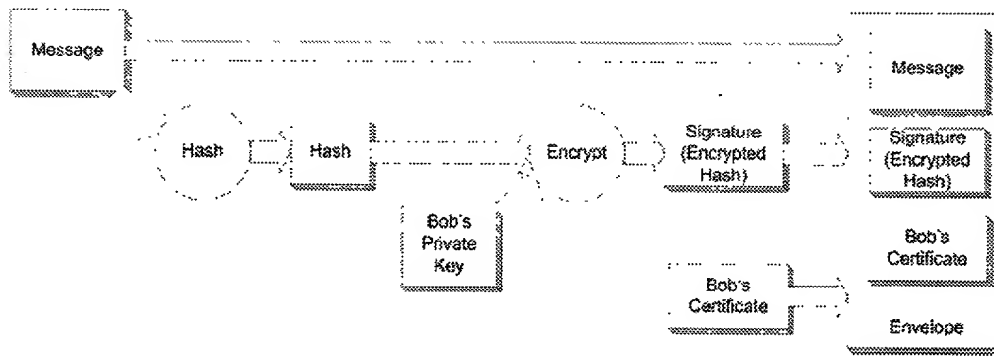 Message
Message
Hash
Hash
Encrypt
Signature
(Encrypted
Hash)
Signature
(Encrypted
Hash)
Bob's
Private
Key
Bob's
Certificate
Bob's
Certificate
Envelope